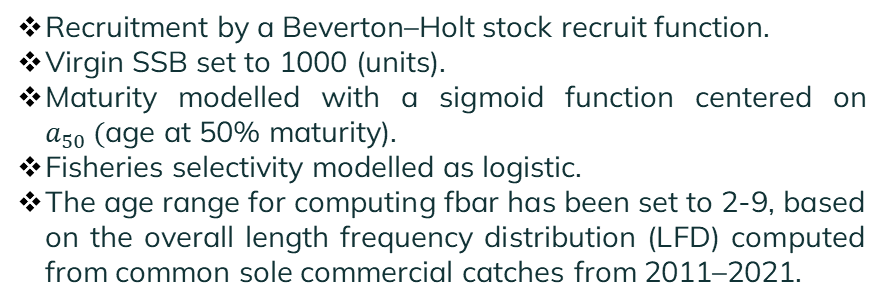 ❖Recruitment by a Beverton–Holt stock recruit function.
❖Virgin SSB set to 1000 (units).
❖Maturity modelled with a sigmoid function centered on
a₅₀ (age at 50% maturity).
❖Fisheries selectivity modelled as logistic.
❖The age range for computing fbar has been set to 2-9, based
on the overall length frequency distribution (LFD) computed
from common sole commercial catches from 2011–2021.